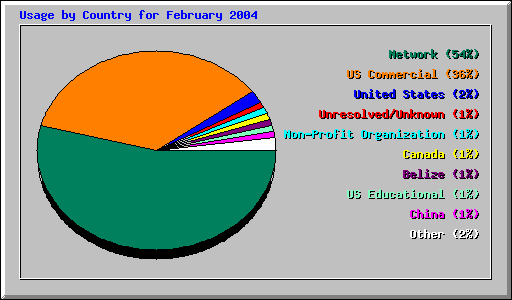 Usage by Country for February 2004
Network (54%)
US Commercial (36%)
United States (2%)
Unresolved/Unknown (1%)
Non-Profit Organization (1%)
Canada (1%)
Belize (1%)
US Educational (1%)
China (1%)
Other (2%)